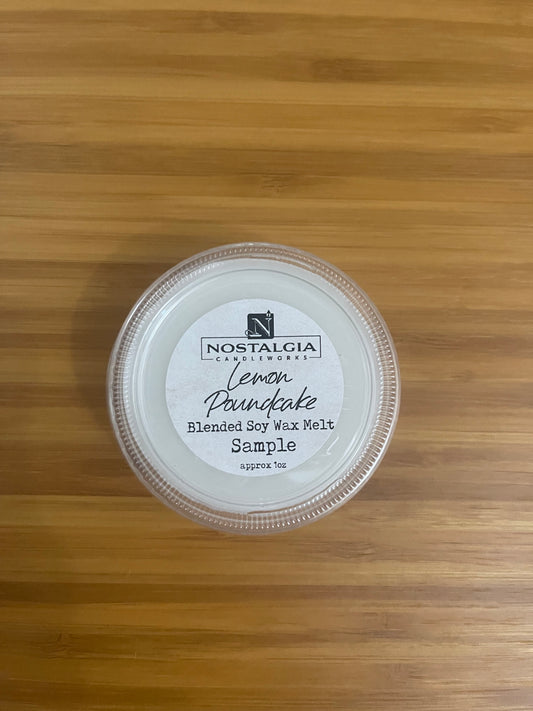 N
NOSTALGIA
CANDLEWORKS
Lemon
Poundcake
Blended Soy Wax Melt
Sample
approx 1oz